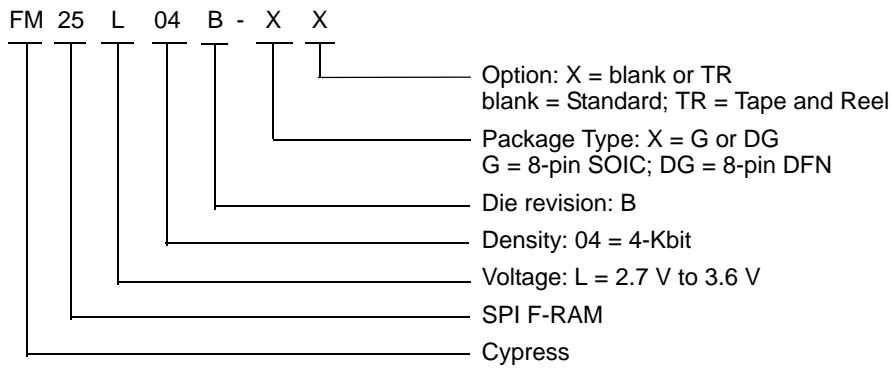 FM 25 L 04 B - X X
Option: X = blank or TR
blank = Standard; TR = Tape and Reel
Package Type: X = G or DG
G = 8-pin SOIC; DG = 8-pin DFN
Die revision: B
Density: 04 = 4-Kbit
Voltage: L = 2.7 V to 3.6 V
SPI F-RAM
Cypress